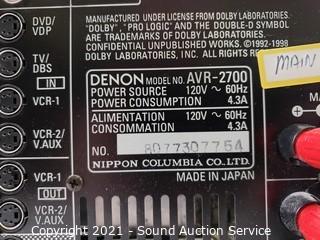 MANUFACTURED UNDER LICENSE FROM DOLBY LABORATORIES.
"DOLBY", "PRO LOGIC" AND THE DOUBLE-D SYMBOL
ARE TRADEMARKS OF DOLBY LABORATORIES.
CONFIDENTIAL UNPUBLISHED WORKS. ©1992-1998
DOLBY LABORATORIES. ALL RIGHTS RESERVED.
DENON MODEL NO. AVR-2700
POWER SOURCE 120V ~ 60Hz
POWER CONSUMPTION 4.3A
ALIMENTATION 120V ~ 60Hz
CONSOMMATION 4.3A
NO. 8077307754
NIPPON COLUMBIA CO.LTD.
MADE IN JAPAN
DVD/
VDP
TV/
DBS
IN
VCR-1
VCR-2/
V.AUX
VCR-1
OUT
VCR-2/
V.AUX
MAIN
MA
Copyright 2021 - Sound Auction Service